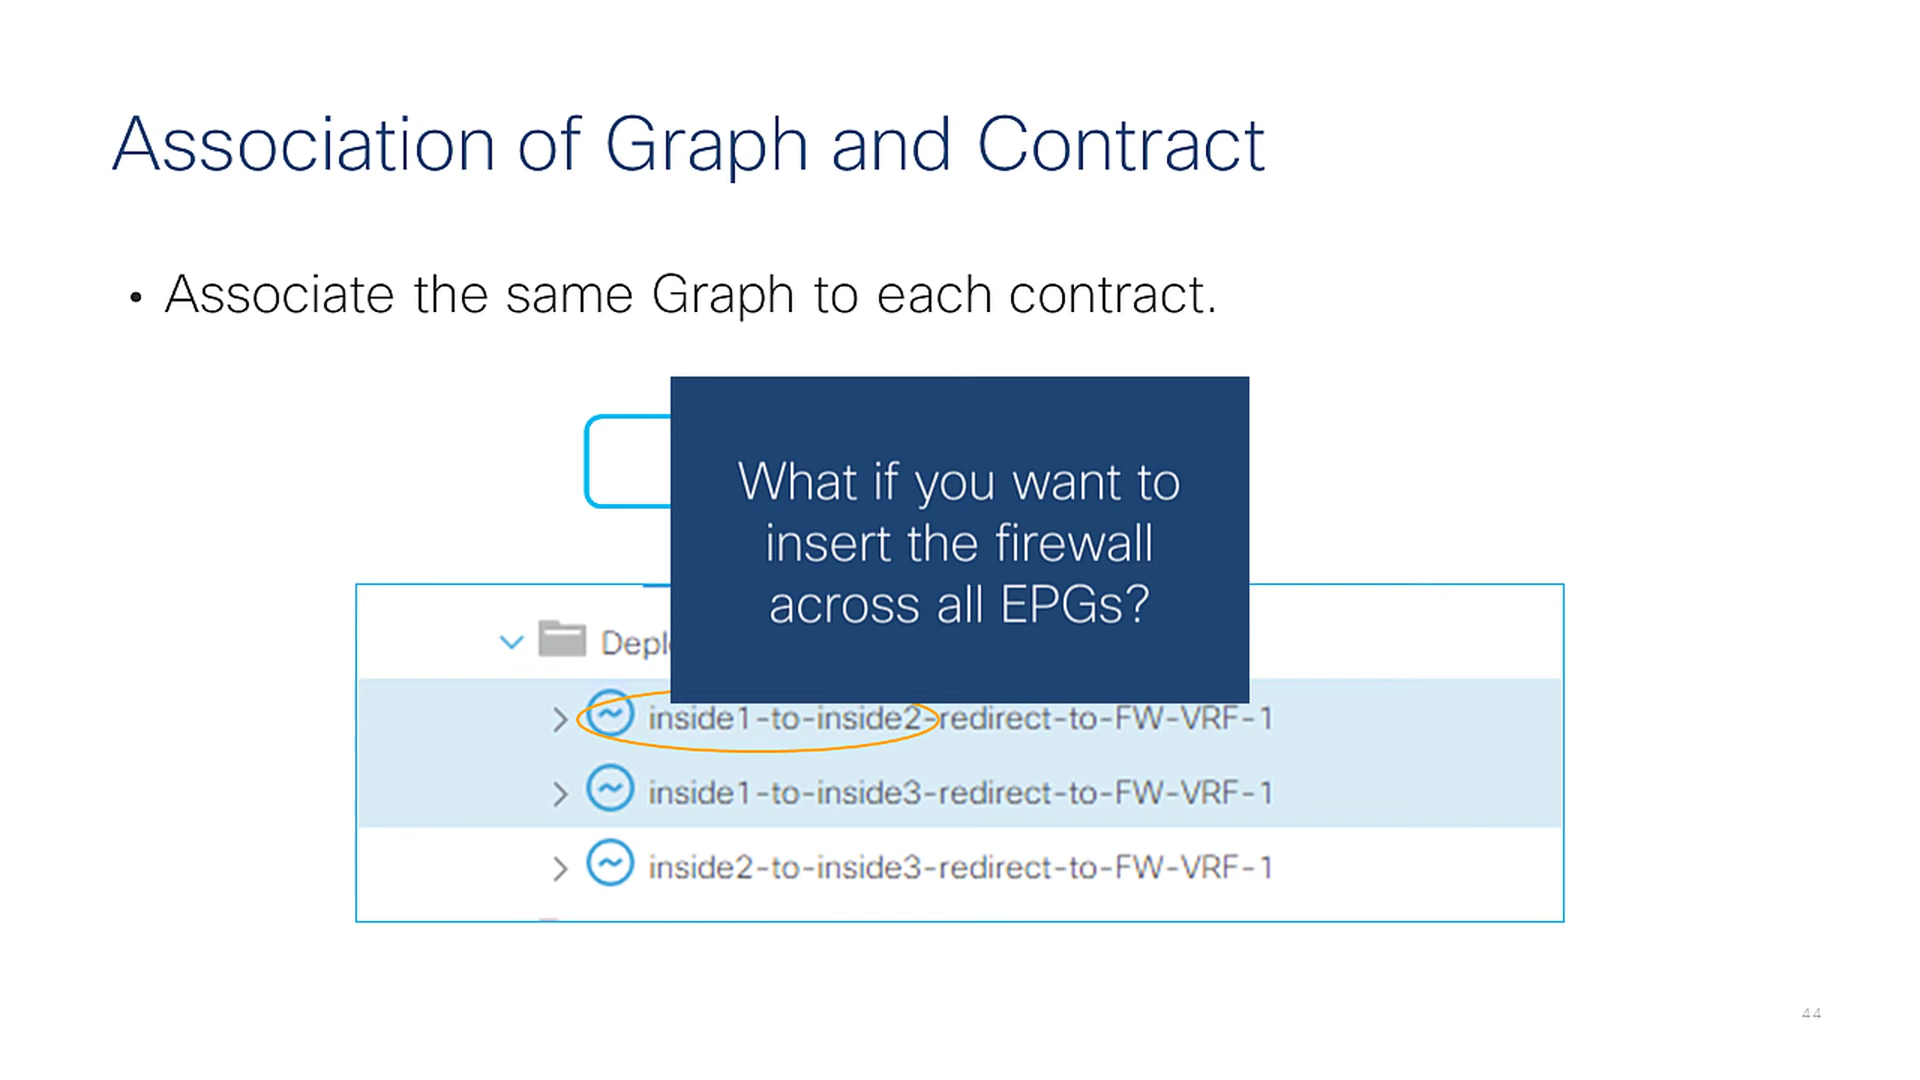 Association of Graph and Contract
• Associate the same Graph to each contract.
What if you want to
insert the firewall
across all EPGs?
inside1-to-inside2-redirect-to-FW-VRF-1
inside1-to-inside3-redirect-to-FW-VRF-1
inside2-to-inside3-redirect-to-FW-VRF-1
44